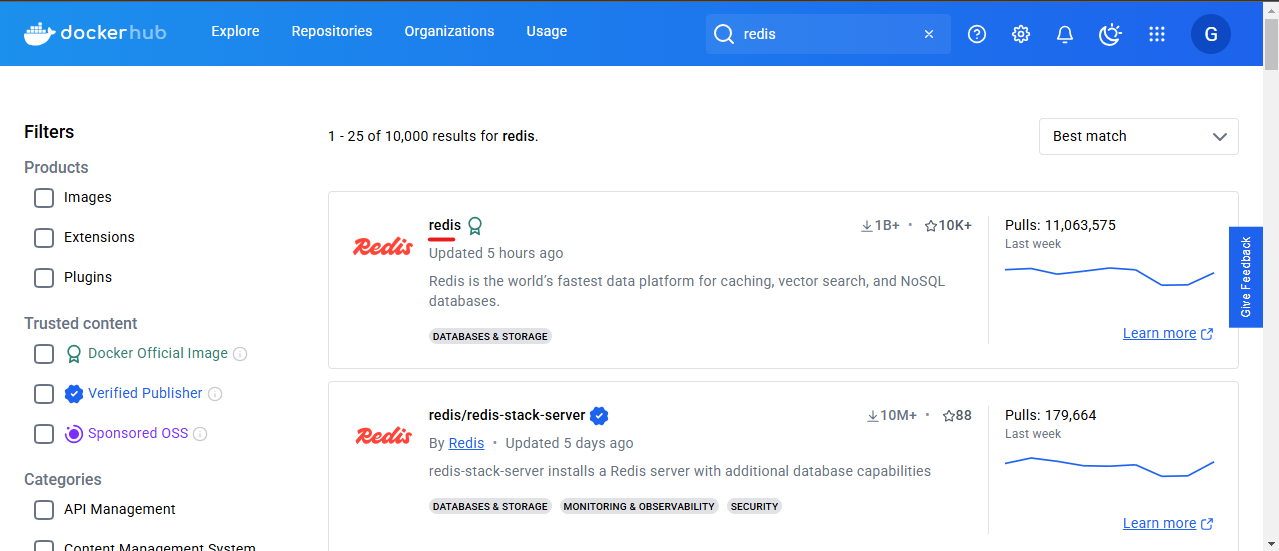 dockerhub Explore Repositories Organizations Usage redis G
Filters
Products
Images
Extensions
Plugins
Trusted content
Docker Official Image
Verified Publisher
Sponsored OSS
Categories
API Management
Content Management System
1 - 25 of 10,000 results for redis.
Best match
Redis
redis
1B+ • 10K+
Updated 5 hours ago
Redis is the world’s fastest data platform for caching, vector search, and NoSQL
databases.
DATABASES & STORAGE
Pulls: 11,063,575
Last week
Learn more
Redis
redis/redis-stack-server
10M+ • 88
By Redis • Updated 5 days ago
redis-stack-server installs a Redis server with additional database capabilities
DATABASES & STORAGE MONITORING & OBSERVABILITY SECURITY
Pulls: 179,664
Last week
Learn more
Give Feedback